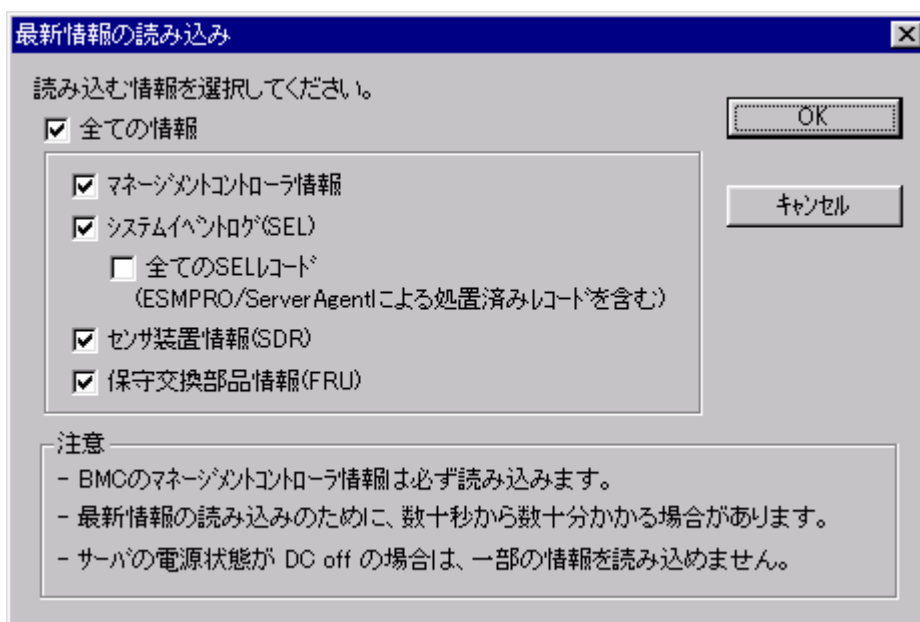 最新情報の読み込み
読み込む情報を選択してください。
全ての情報
OK
マネージメントコントローラ情報
キャンセル
システムイベントログ(SEL)
全てのSELレコード
(ESMPRO/ServerAgentによる処置済みレコードを含む)
センサ装置情報(SDR)
保守交換部品情報(FRU)
注意
- BMCのマネージメントコントローラ情報は必ず読み込みます。
- 最新情報の読み込みのために、数十秒から数十分かかる場合があります。
- サーバの電源状態が DC off の場合は、一部の情報を読み込めません。